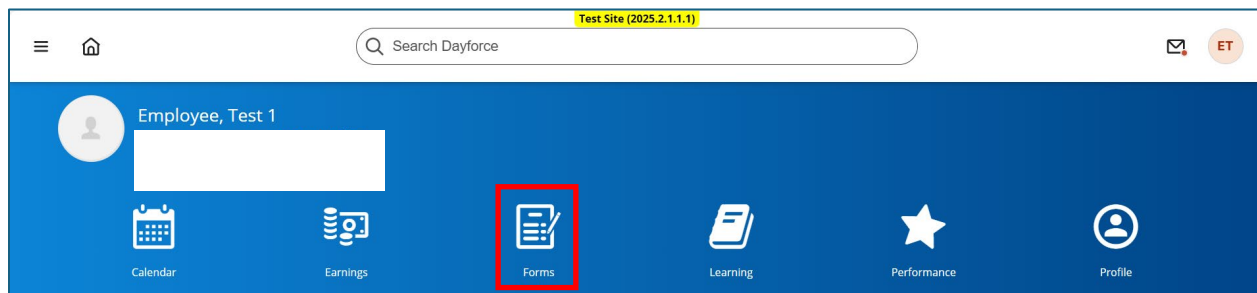 Test Site (2025.2.1.1.1)
Search Dayforce
ET
Employee, Test 1
Calendar
Earnings
Forms
Learning
Performance
Profile